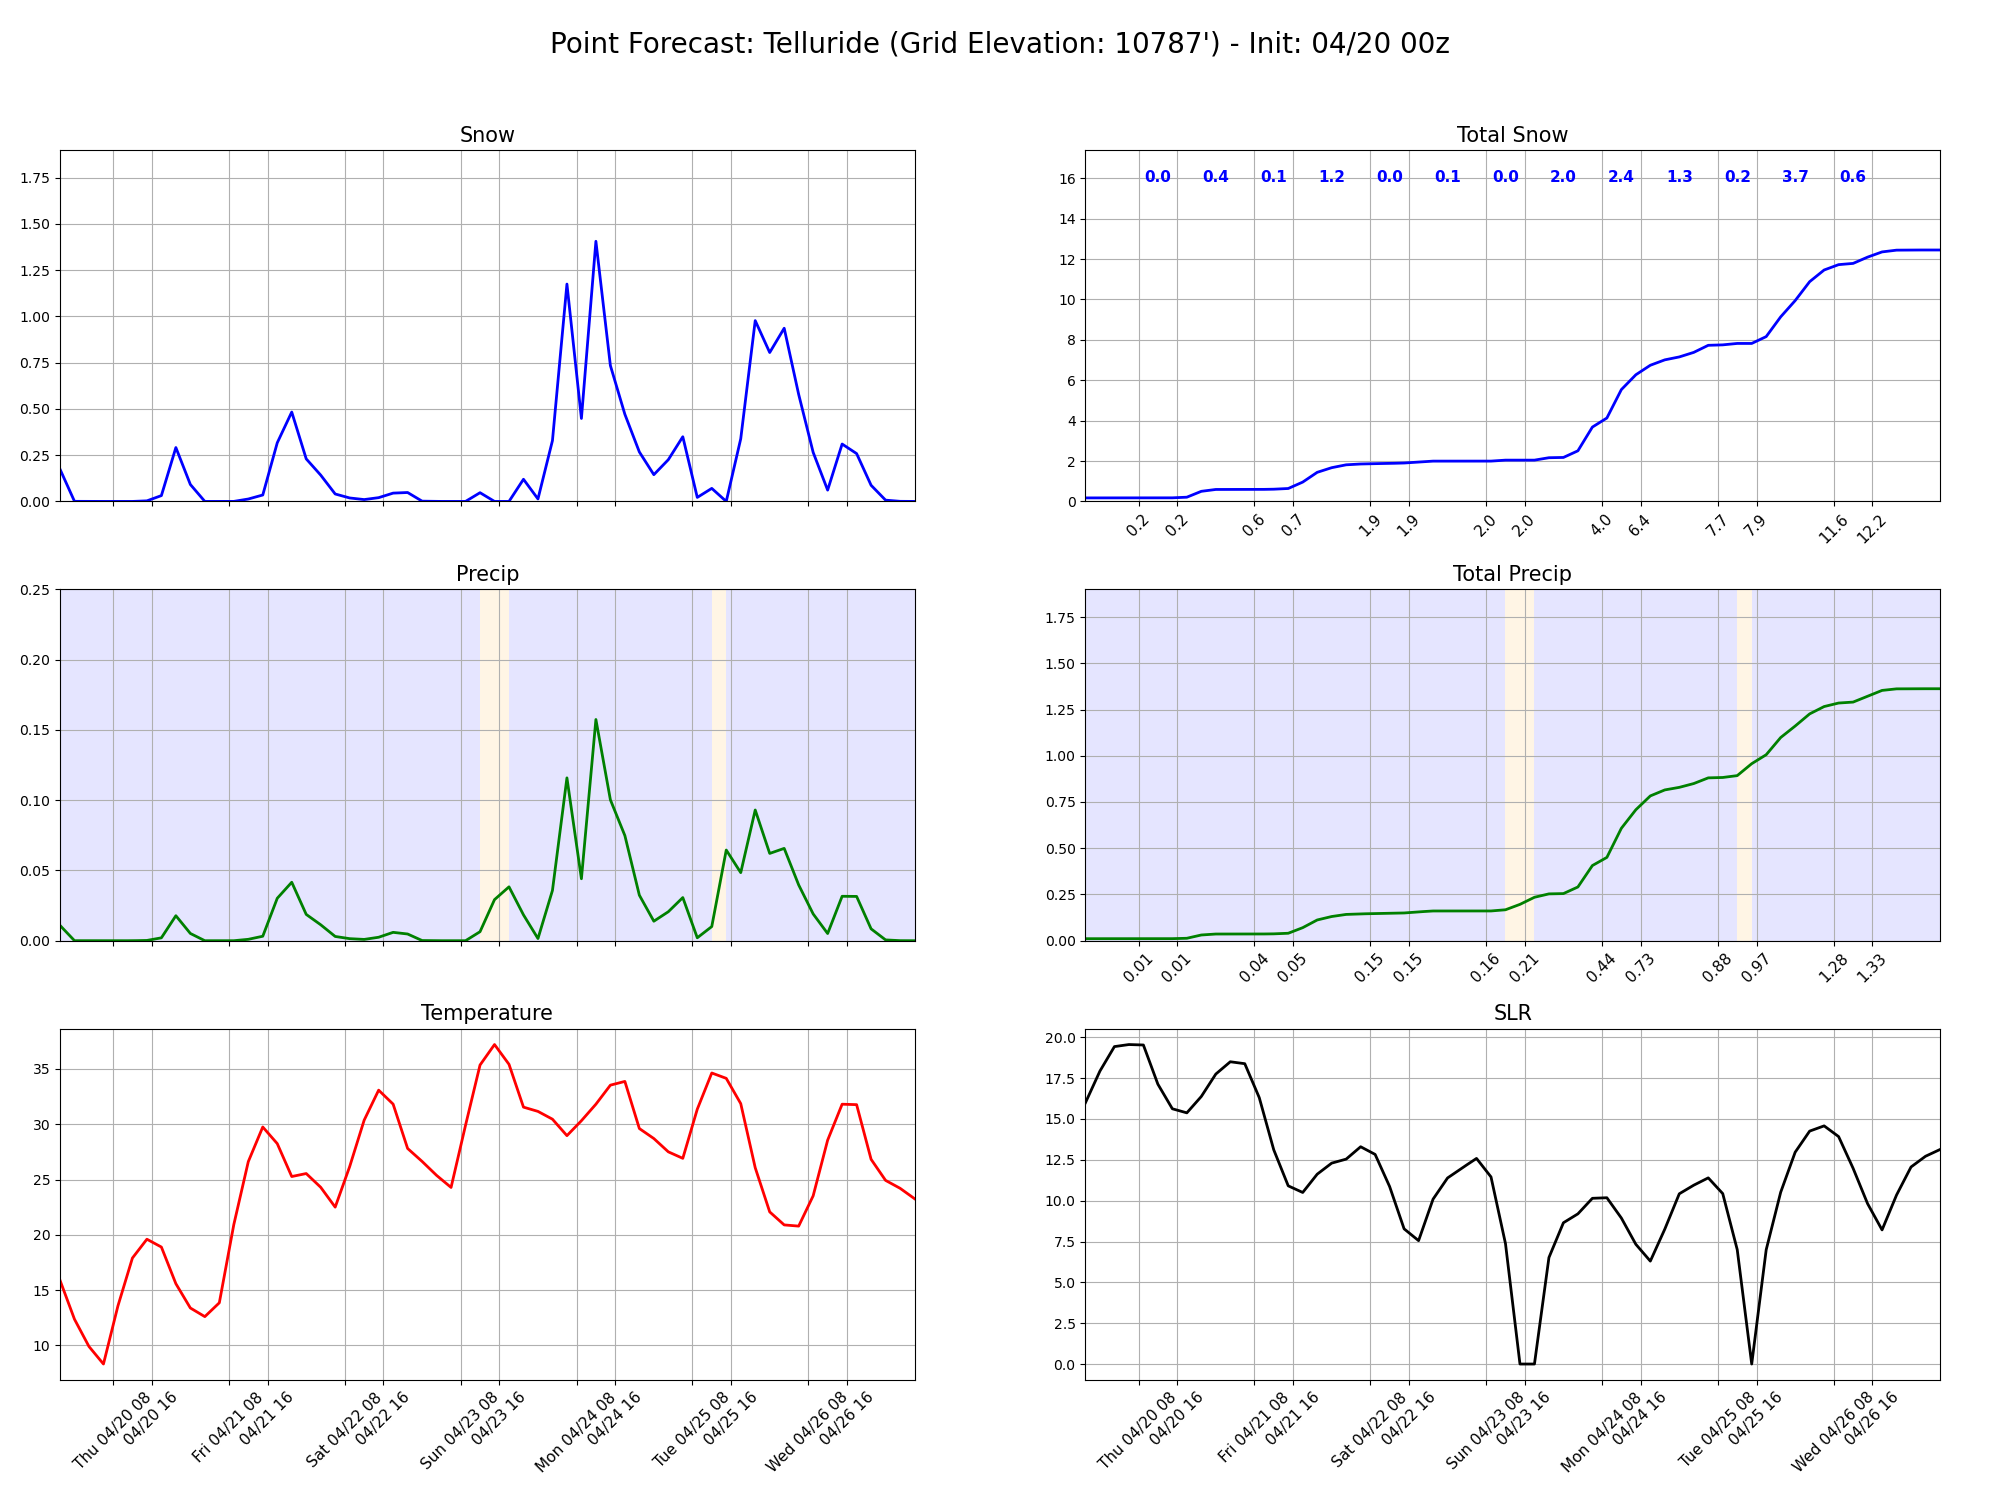 Point Forecast: Telluride (Grid Elevation: 10787') - Init: 04/20 00z
Snow
1.75
1.50
1.25
1.00
0.75
0.50
0.25
0.00
Total Snow
16
14
12
10
8
6
4
2
0
0.0 0.4 0.1 1.2 0.0 0.1 0.0 2.0 2.4 1.3 0.2 3.7 0.6
0.2 0.2 0.6 0.7 1.9 1.9 2.0 2.0 4.0 6.4 7.7 7.9 11.6 12.2
Precip
0.25
0.20
0.15
0.10
0.05
0.00
Total Precip
1.75
1.50
1.25
1.00
0.75
0.50
0.25
0.00
0.01 0.01 0.04 0.05 0.15 0.15 0.16 0.21 0.44 0.73 0.88 0.97 1.28 1.33
Temperature
35
30
25
20
15
10
Thu 04/20 08
04/20 16
Fri 04/21 08
04/21 16
Sat 04/22 08
04/22 16
Sun 04/23 08
04/23 16
Mon 04/24 08
04/24 16
Tue 04/25 08
04/25 16
Wed 04/26 08
04/26 16
SLR
20.0
17.5
15.0
12.5
10.0
7.5
5.0
2.5
0.0
Thu 04/20 08
04/20 16
Fri 04/21 08
04/21 16
Sat 04/22 08
04/22 16
Sun 04/23 08
04/23 16
Mon 04/24 08
04/24 16
Tue 04/25 08
04/25 16
Wed 04/26 08
04/26 16